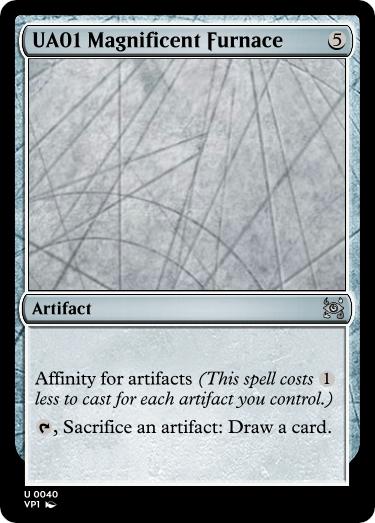 UA01 Magnificent Furnace 5
Artifact
Affinity for artifacts (This spell costs 1
less to cast for each artifact you control.)
, Sacrifice an artifact: Draw a card.
U 0040
VP1